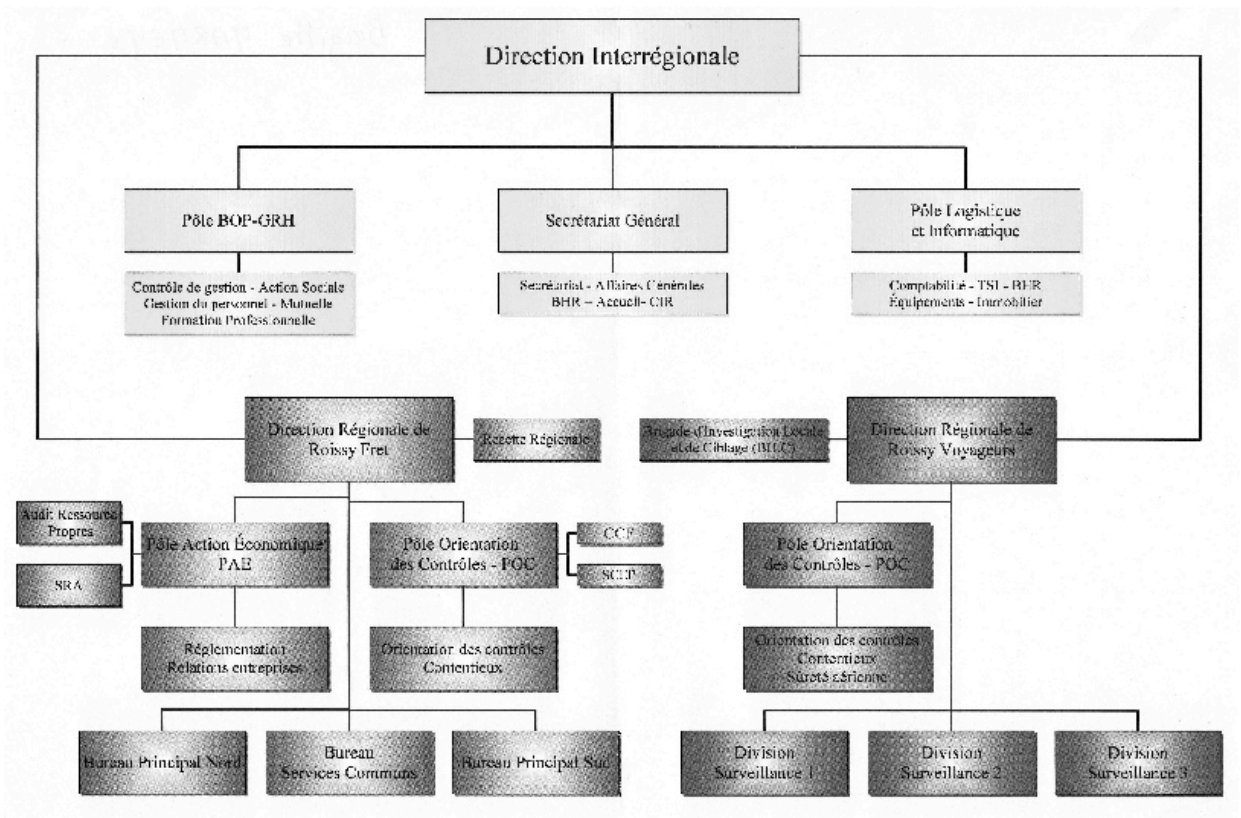 Direction Interrégionale
Pôle BOP-GRH
Secrétariat Général
Pôle Logistique
et Informatique
Contrôle de gestion - Action Sociale
Gestion du personnel - Mutuelle
Formation Professionnelle
Secrétariat - Affaires Générales
BHR – Accueil- CIR
Comptabilité - TSI - BHR
Équipements - Immobilier
Direction Régionale de
Roissy Fret
Recette Régionale
Brigade d'Investigation Locale
et de Ciblage (BILC)
Direction Régionale de
Roissy Voyageurs
Audit Ressource
Propres
SRA
Pôle Action Économique
PAE
Pôle Orientation
des Contrôles - POC
Pôle Orientation
des Contrôles - POC
Réglementation
Relations entreprises
Orientation des contrôles
Contentieux
Orientation des contrôles
Contentieux
Sûreté aérienne
Bureau Principal Nord
Bureau
Services Communs
Bureau Principal Sud
Division
Surveillance 1
Division
Surveillance 2
Division
Surveillance 3